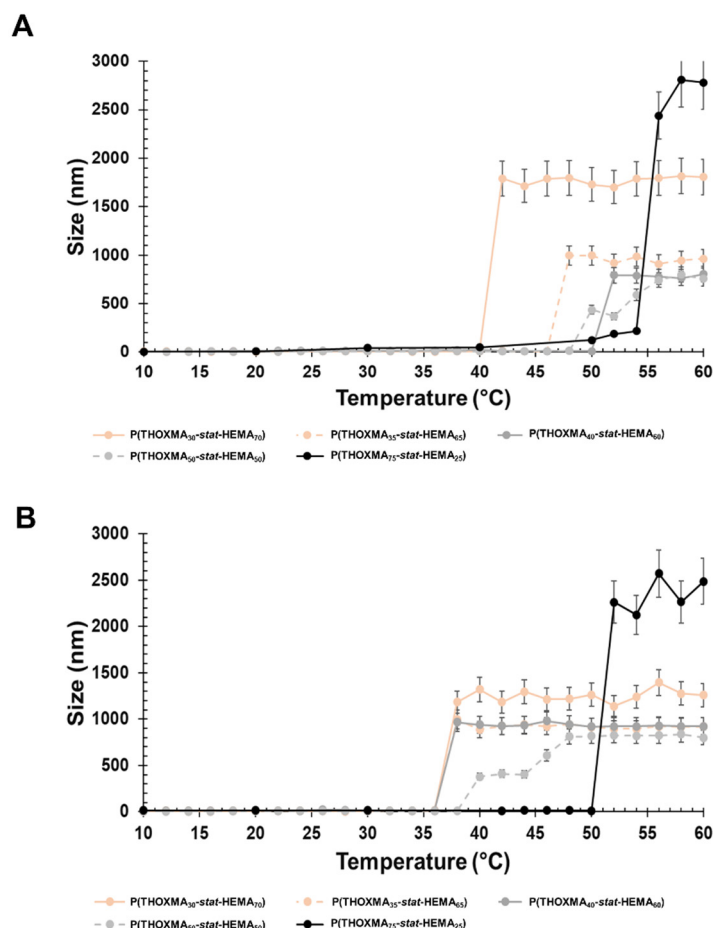 A
3000
2500
2000
1500
1000
500
0
Size (nm)
10 15 20 25 30 35 40 45 50 55 60
Temperature (°C)
P(THOXMA₃₀-stat-HEMA₇₀) P(THOXMA₃₅-stat-HEMA₆₅) P(THOXMA₄₀-stat-HEMA₆₀)
P(THOXMA₅₀-stat-HEMA₅₀) P(THOXMA₇₅-stat-HEMA₂₅)
B
3000
2500
2000
1500
1000
500
0
Size (nm)
10 15 20 25 30 35 40 45 50 55 60
Temperature (°C)
P(THOXMA₃₀-stat-HEMA₇₀) P(THOXMA₃₅-stat-HEMA₆₅) P(THOXMA₄₀-stat-HEMA₆₀)
P(THOXMA₅₀-stat-HEMA₅₀) P(THOXMA₇₅-stat-HEMA₂₅)